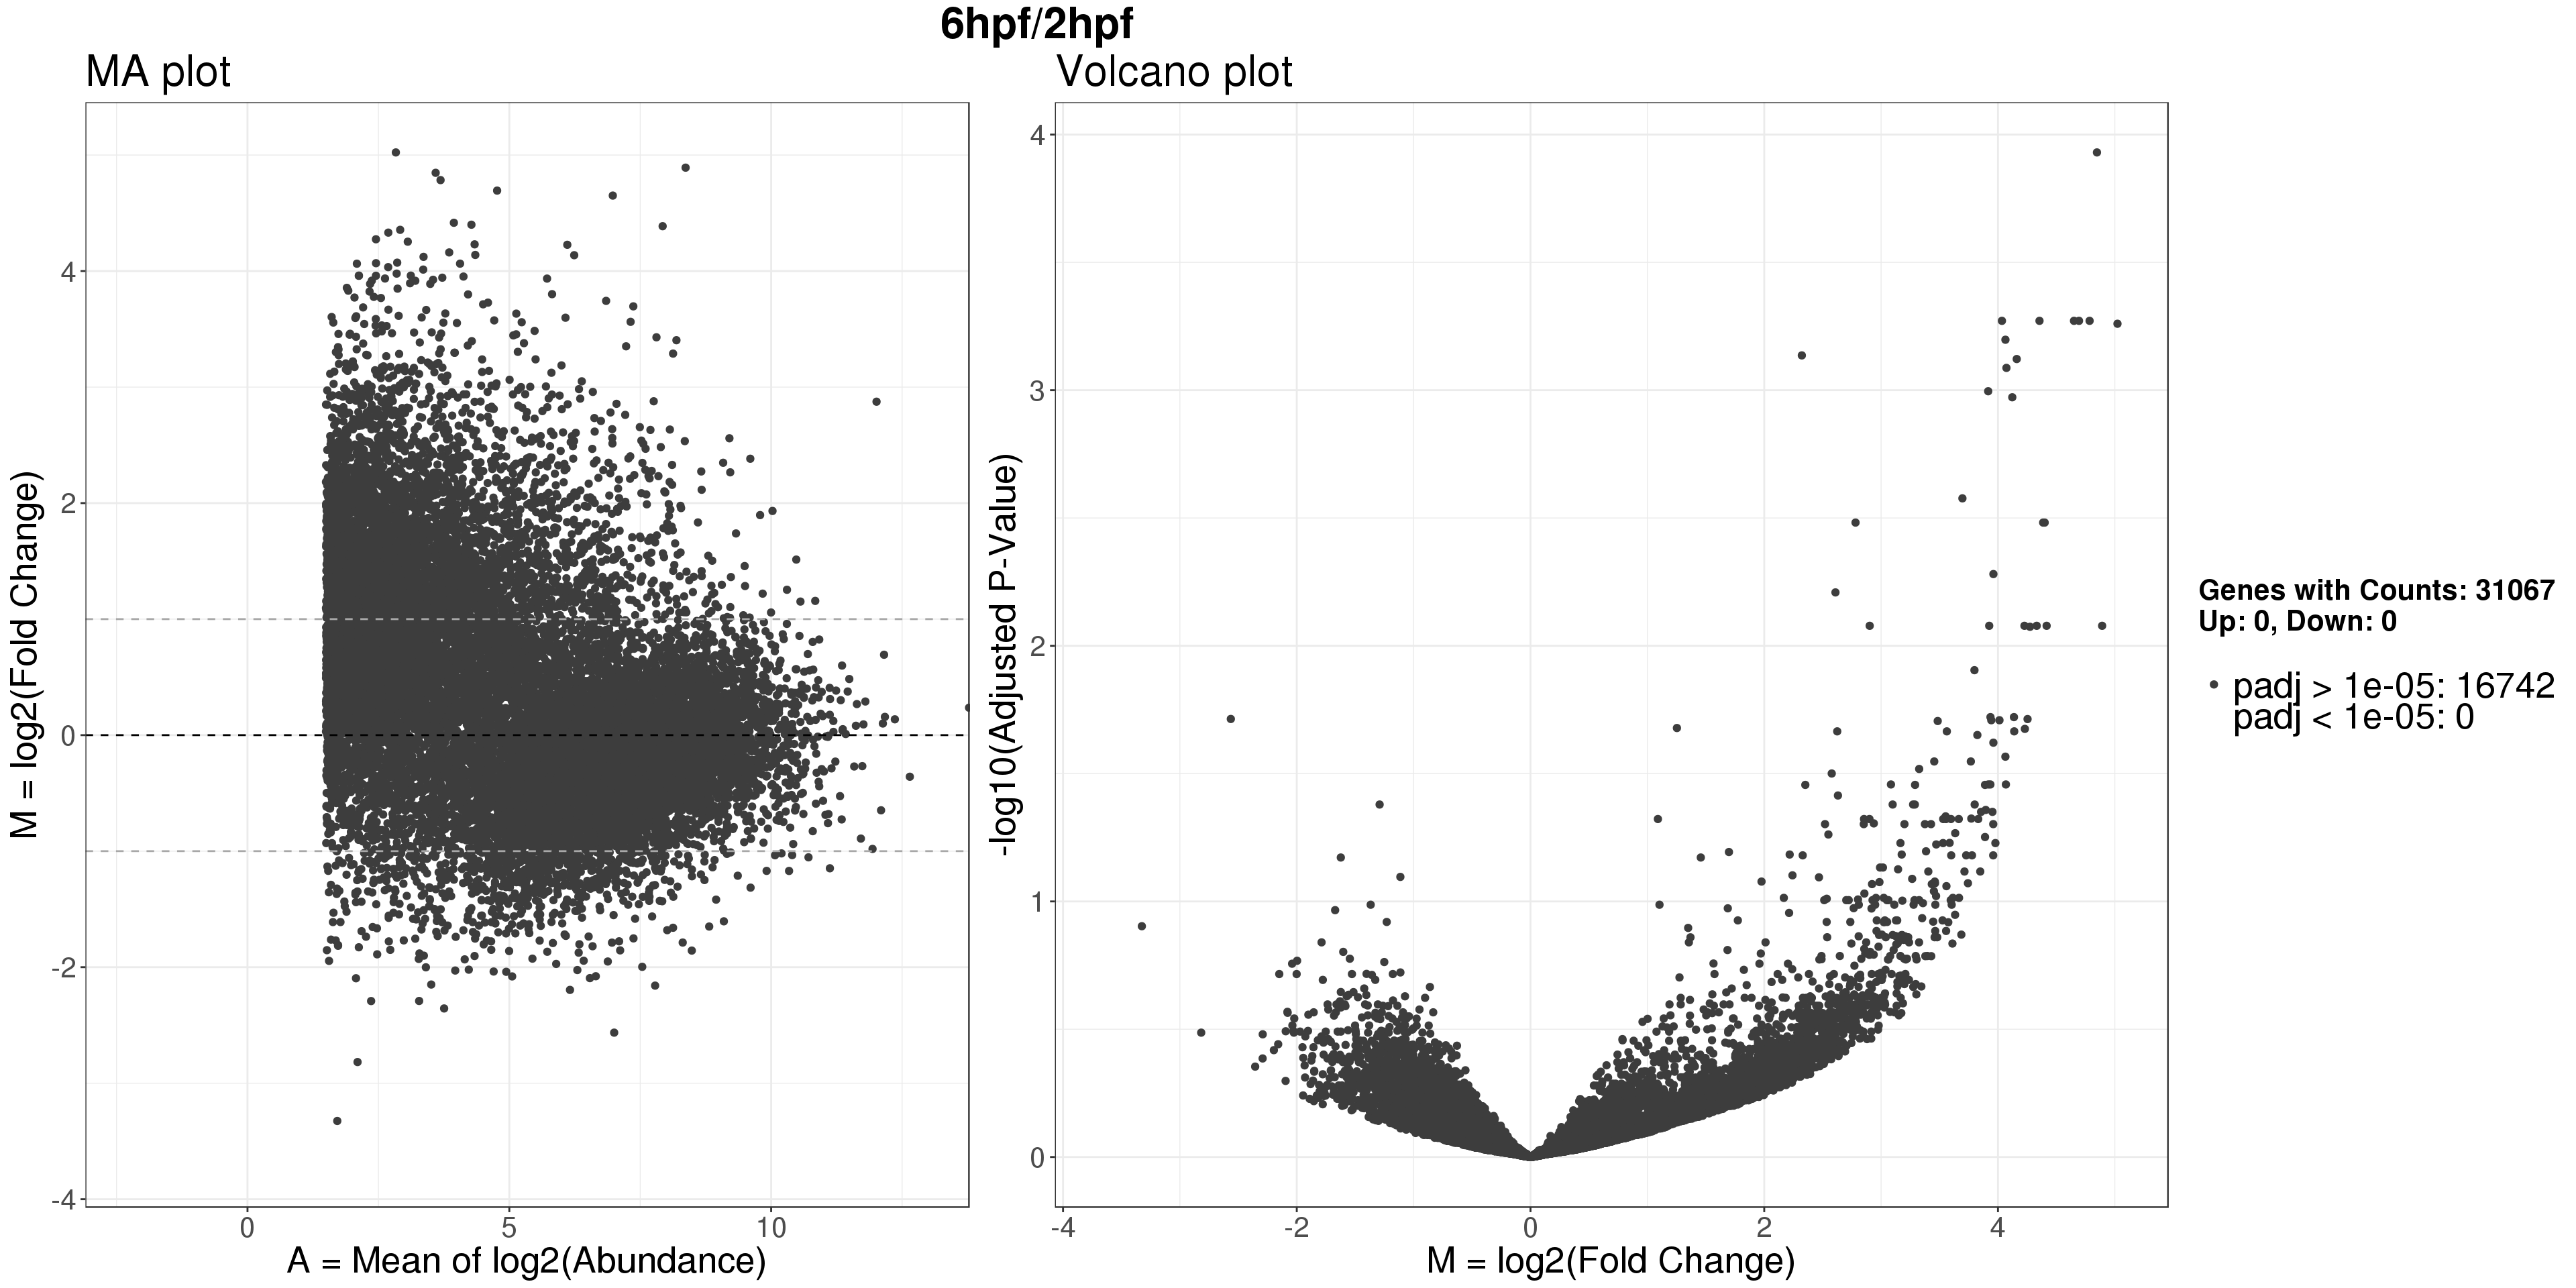 6hpf/2hpf
MA plot
M = log2(Fold Change)
4
2
0
-2
-4
0 5 10
A = Mean of log2(Abundance)
Volcano plot
-log10(Adjusted P-Value)
4
3
2
1
0
-4 -2 0 2 4
M = log2(Fold Change)
Genes with Counts: 31067
Up: 0, Down: 0
padj > 1e-05: 16742
padj < 1e-05: 0